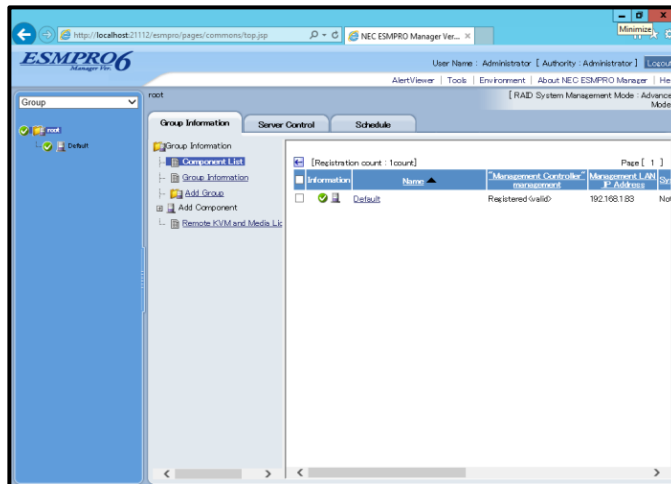 http://localhost:21112/esmpro/pages/commons/top.jsp
NEC ESMPRO Manager Ver...
Minimize
ESMPRO6
Manager Ver.
User Name : Administrator [ Authority : Administrator ] Logout
AlertViewer | Tools | Environment | About NEC ESMPRO Manager | He
Group
root
Default
root
[ RAID System Management Mode : Advance
Mode
Group Information
Server Control
Schedule
Group Information
Component List
Group Information
Add Group
Add Component
Remote KVM and Media Lic
[Registration count : 1count]
Page [ 1 ]
Information
Name
"Management Controller"
management
Management LAN
IP Address
Default
Registered(valid)
192.168.1.83